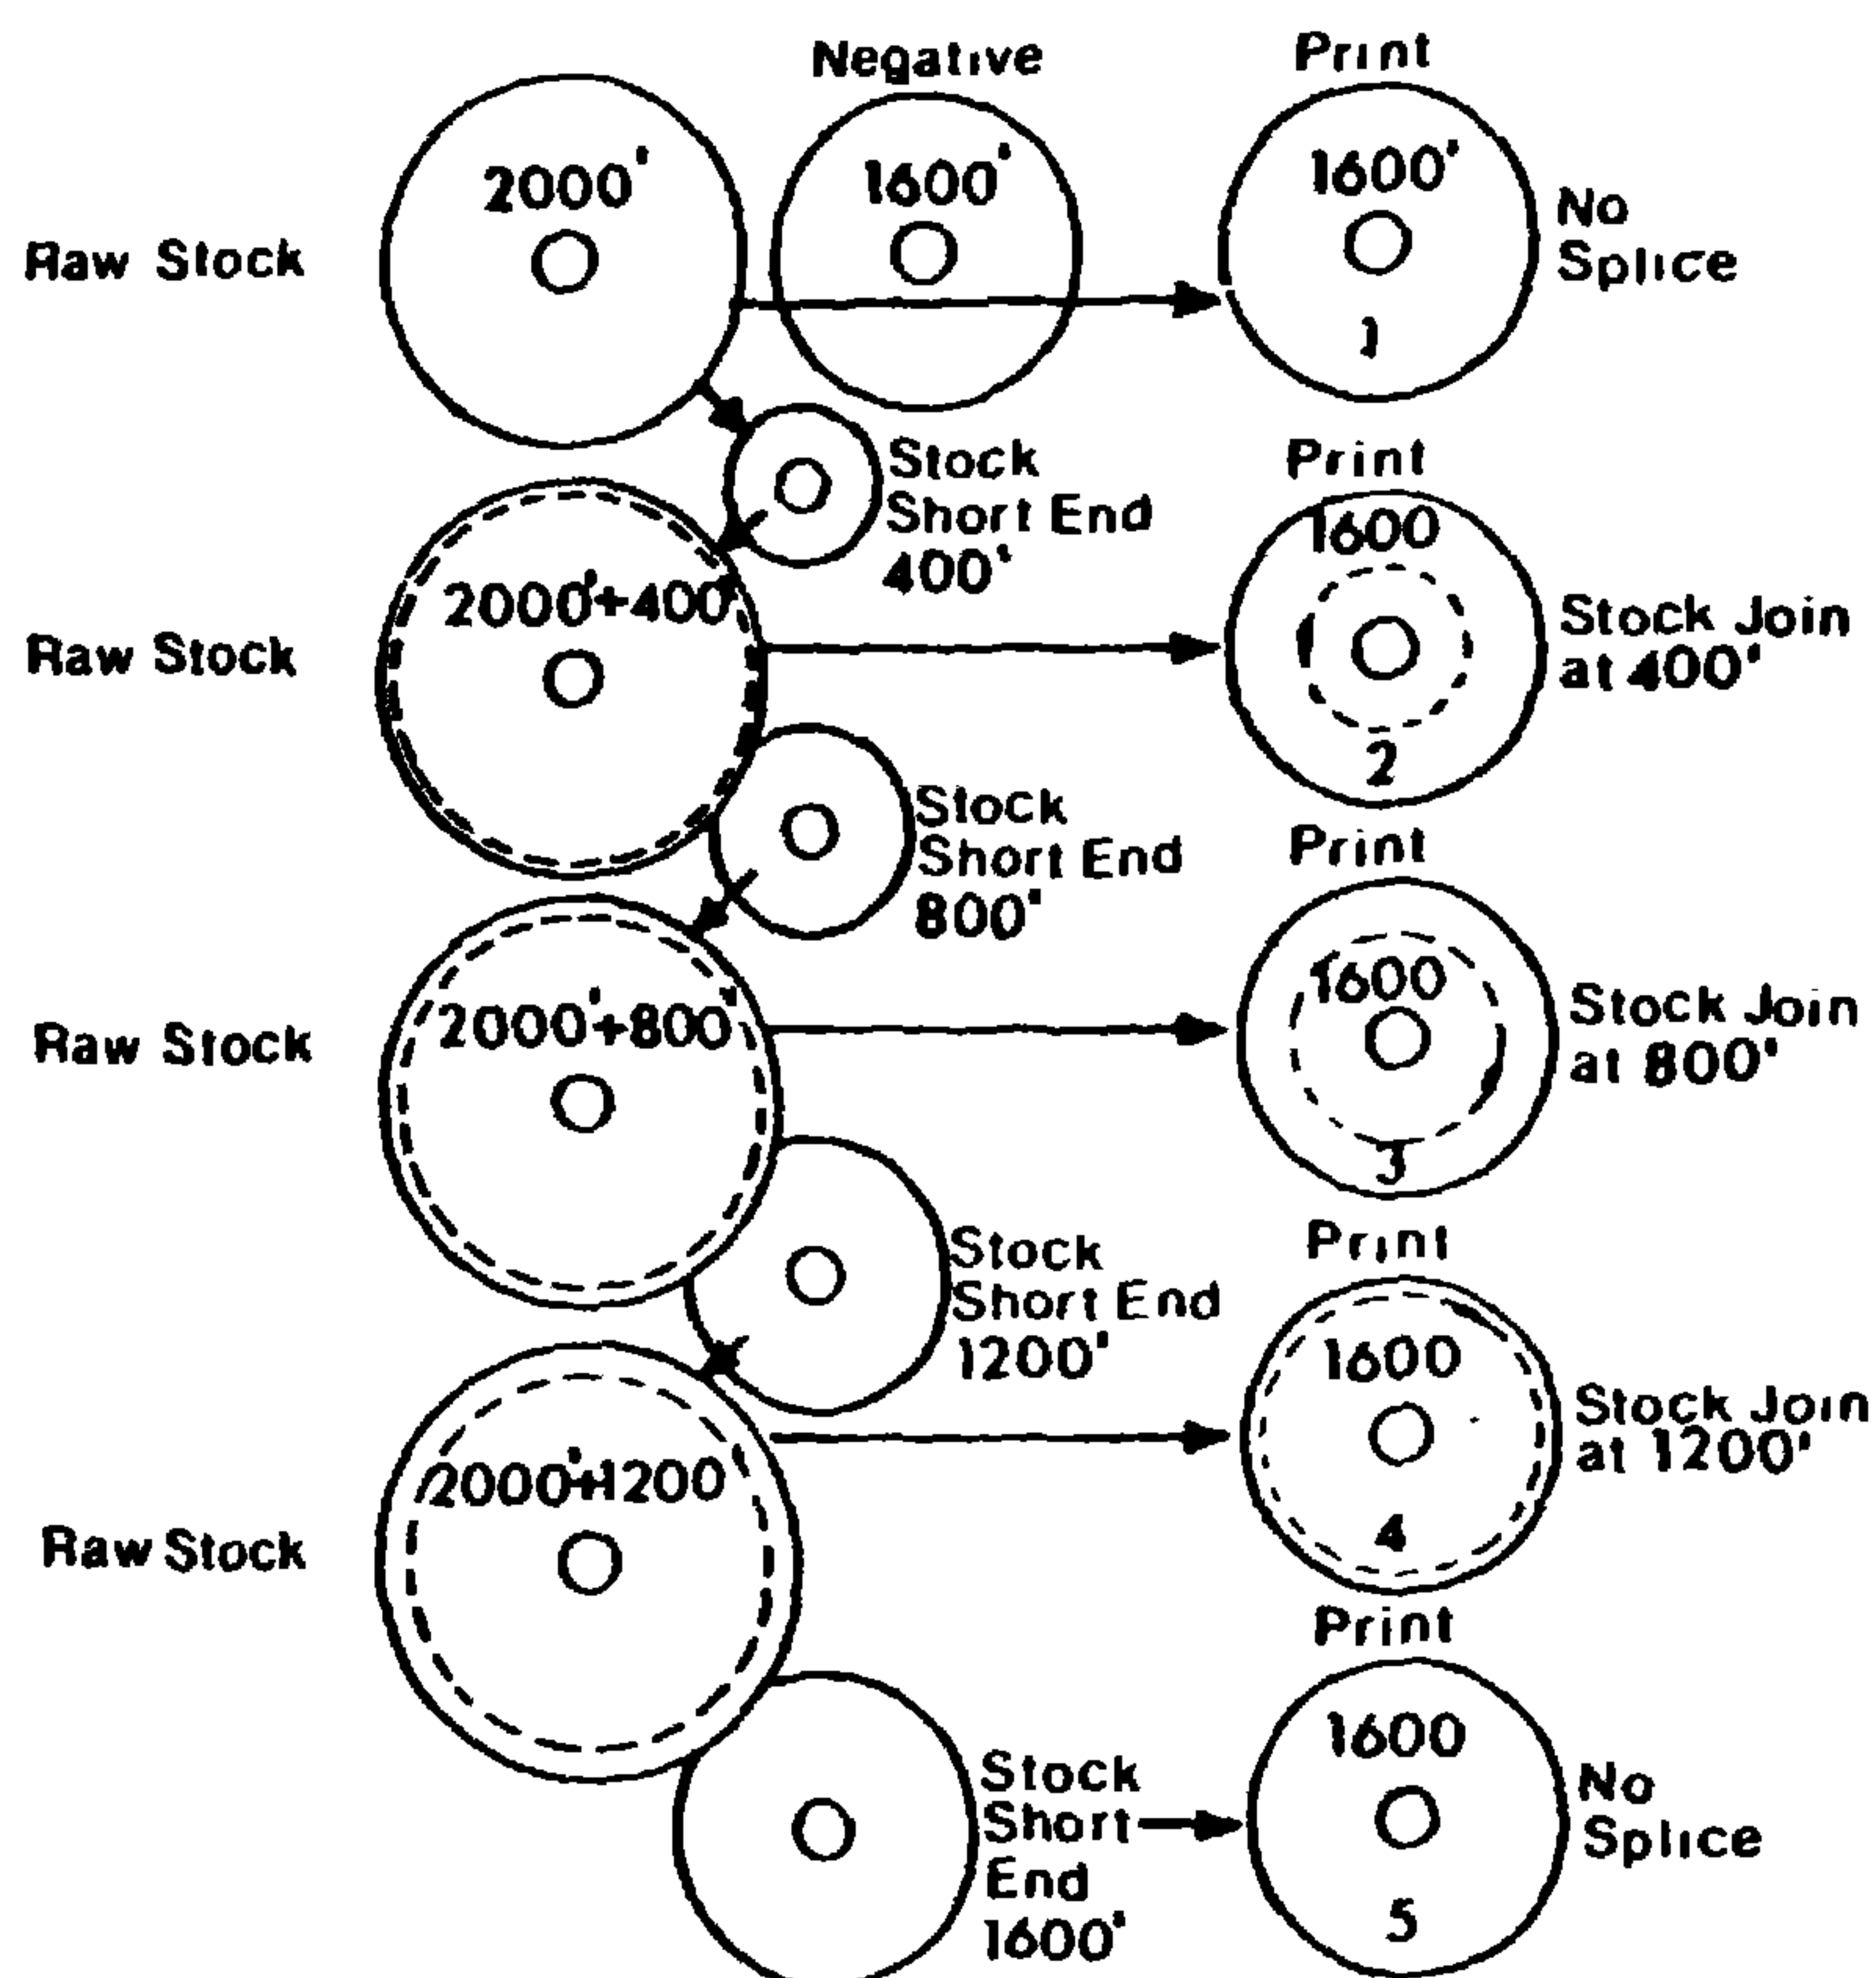 Negative
Print
2000'
1600'
1600'
Raw Stock
No
Splice
1
Stock
Short End
400'
Print
1600
2000'+400'
Raw Stock
Stock Join
at 400'
2
Stock
Short End
800'
Print
1600
2000'+800'
Raw Stock
Stock Join
at 800'
3
Stock
Short End
1200'
Print
1600
2000'+1200
Raw Stock
Stock Join
at 1200'
4
Print
1600
Stock
Short
End
1600'
No
Splice
5